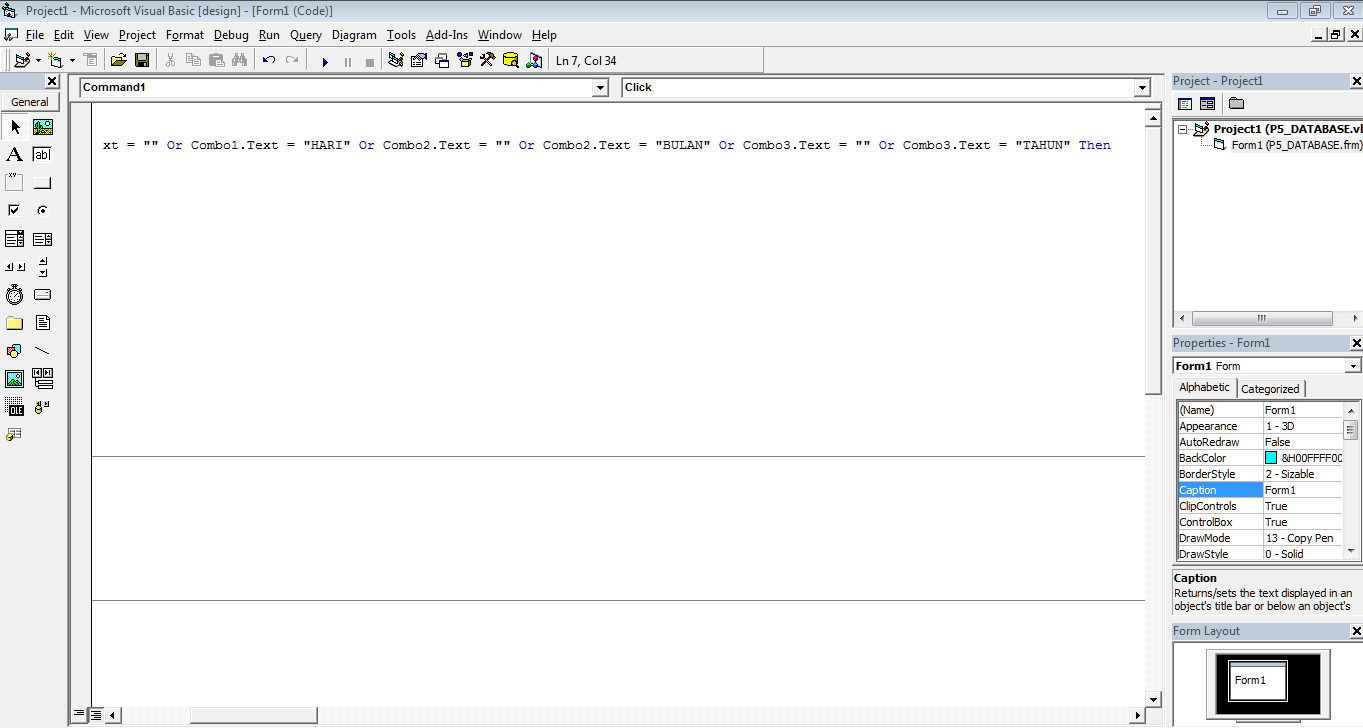 Project1 - Microsoft Visual Basic [design] - [Form1 (Code)]
File Edit View Project Format Debug Run Query Diagram Tools Add-Ins Window Help
Ln 7, Col 34
General
Command1
Click
xt = "" Or Combo1.Text = "HARI" Or Combo2.Text = "" Or Combo2.Text = "BULAN" Or Combo3.Text = "" Or Combo3.Text = "TAHUN" Then
A
ab|
xv
OLE
Project - Project1
Project1 (P5_DATABASE.vl
Form1 (P5_DATABASE.frm)
Properties - Form1
Form1 Form
Alphabetic Categorized
(Name) Form1
Appearance 1 - 3D
AutoRedraw False
BackColor &H00FFFF00
BorderStyle 2 - Sizable
Caption Form1
ClipControls True
ControlBox True
DrawMode 13 - Copy Pen
DrawStyle 0 - Solid
Caption
Returns/sets the text displayed in an
object's title bar or below an object's
Form Layout
Form1